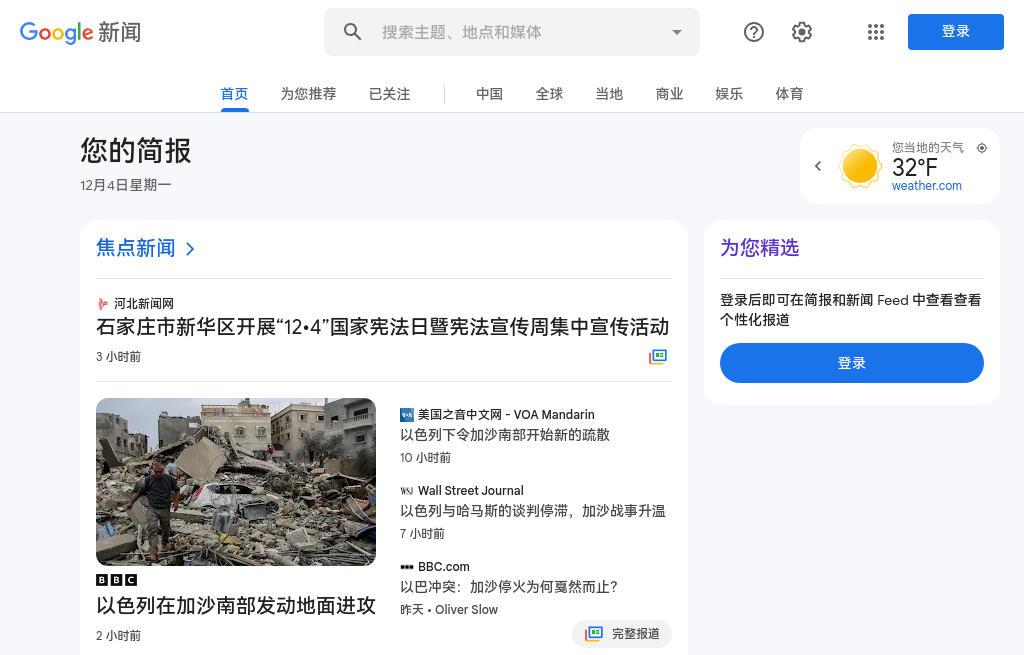 Google 新闻
搜索主题、地点和媒体
登录
首页
为您推荐
已关注
中国
全球
当地
商业
娱乐
体育
您的简报
12月4日星期一
您当地的天气
32°F
weather.com
焦点新闻
河北新闻网
石家庄市新华区开展“12•4”国家宪法日暨宪法宣传周集中宣传活动
3 小时前
BBC
以色列在加沙南部发动地面进攻
2 小时前
VOA 美国之音中文网 - VOA Mandarin
以色列下令加沙南部开始新的疏散
10 小时前
WSJ Wall Street Journal
以色列与哈马斯的谈判停滞，加沙战事升温
7 小时前
BBC.com
以巴冲突：加沙停火为何戛然而止？
昨天 • Oliver Slow
完整报道
为您精选
登录后即可在简报和新闻 Feed 中查看查看
个性化报道
登录